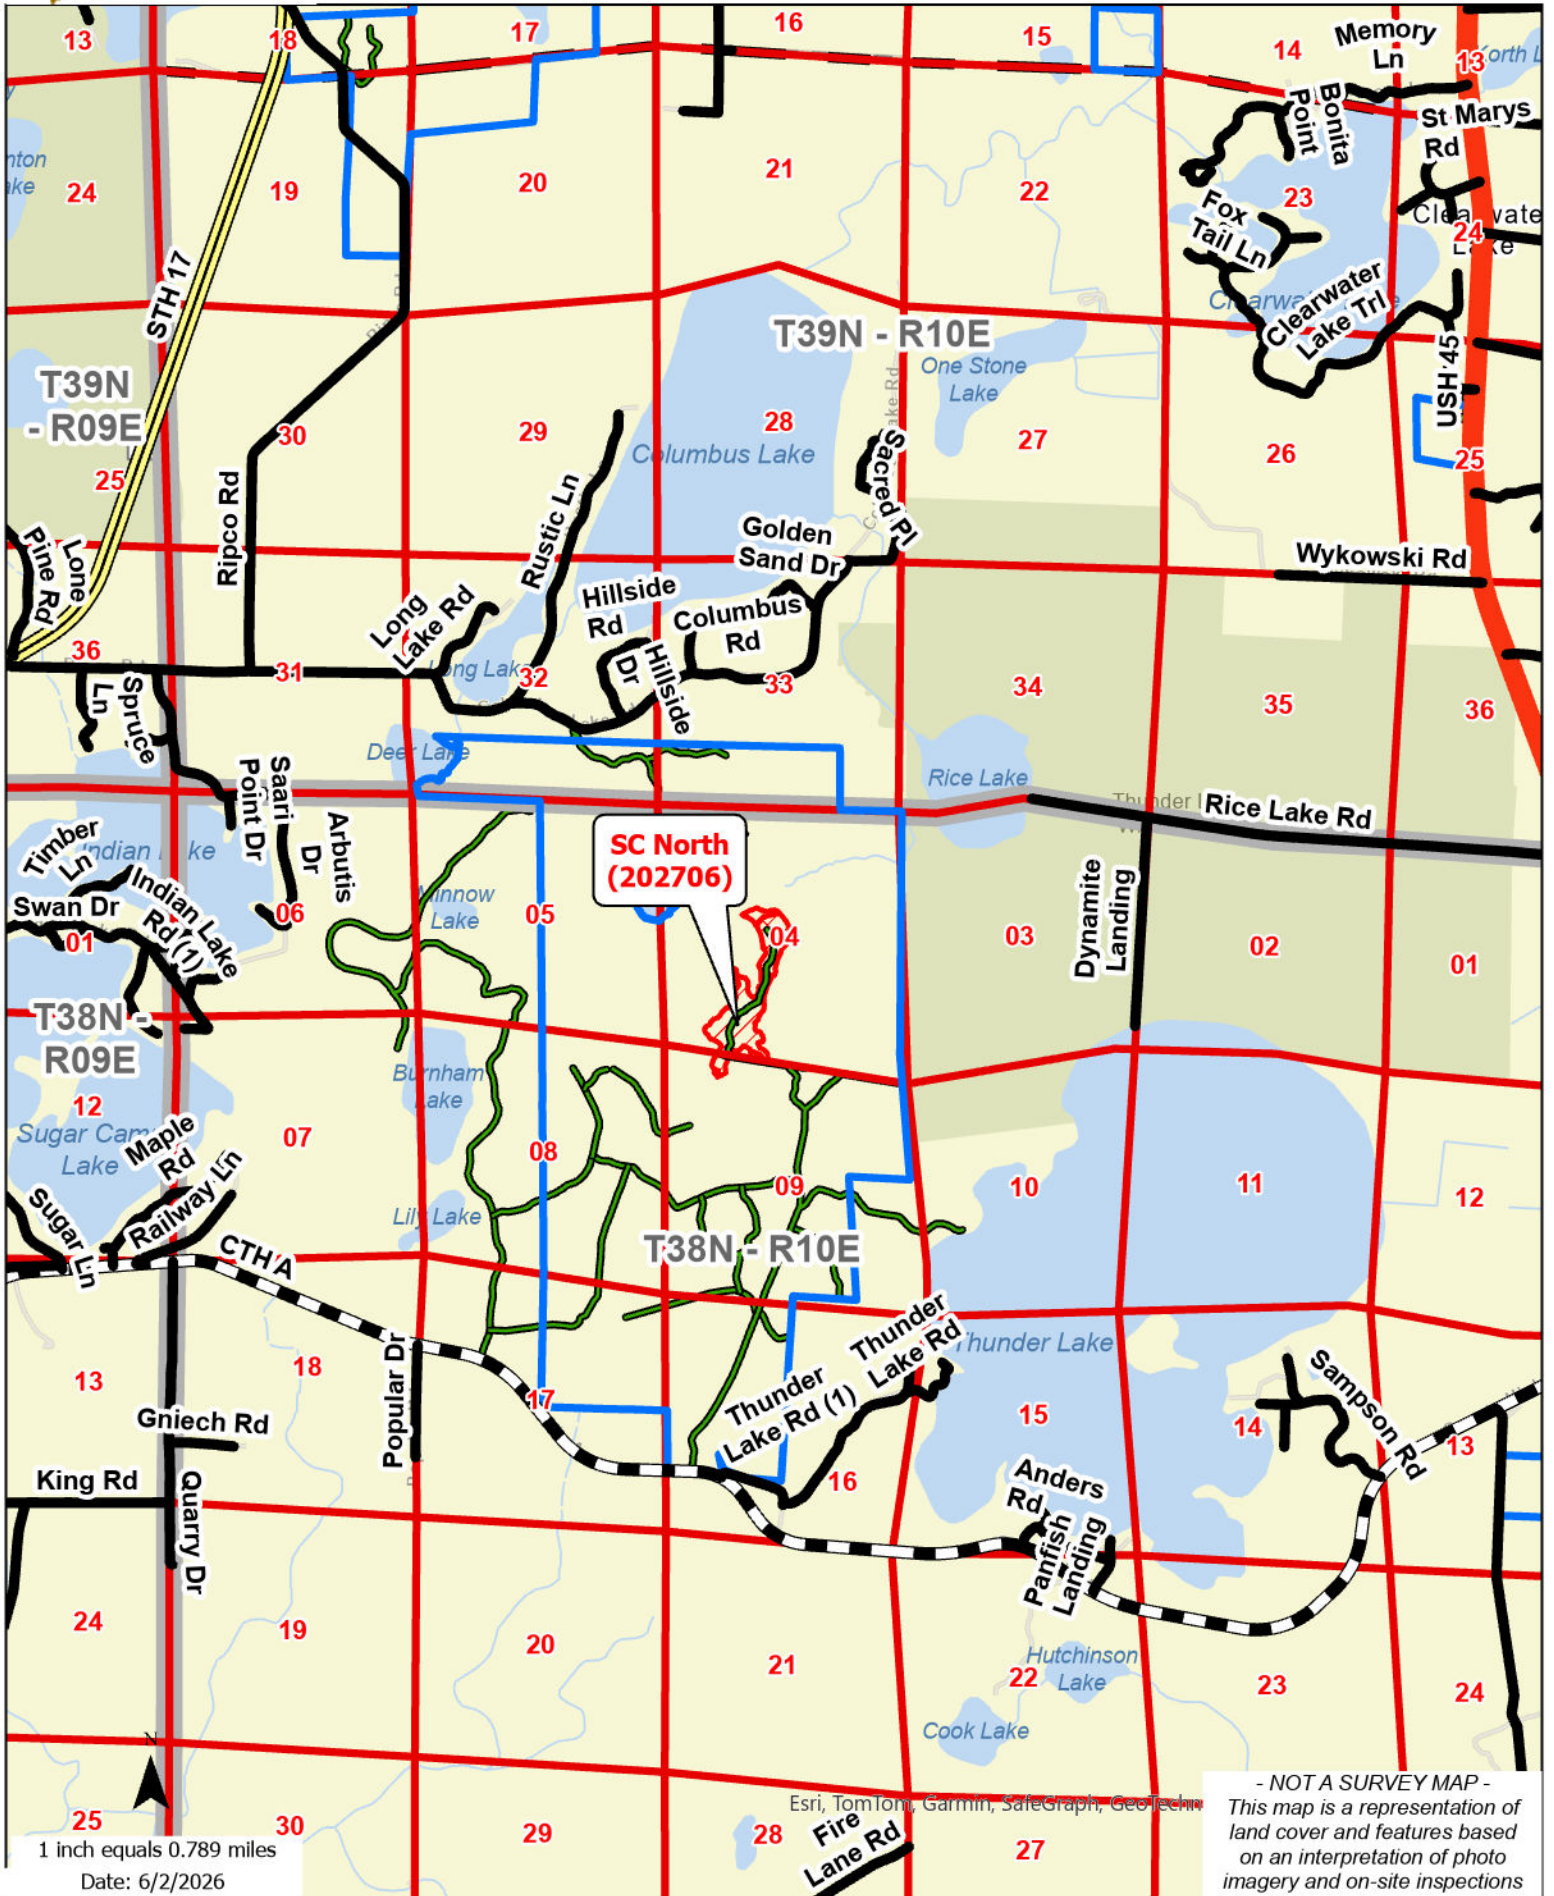 13
18
17
16
15
14
Memory
Ln
13
Bonita
Point
St Marys
Rd
24
19
20
21
22
23
Fox
Tail Ln
24
STH 17
Clearwater
Lake Trl
T39N - R10E
T39N
- R09E
One Stone
Lake
USH 45
25
30
29
28
27
26
25
Columbus Lake
Ripco Rd
Rustic Ln
Sacred Pl
Golden
Sand Dr
Wykowski Rd
Lone
Pine Rd
Long
Lake Rd
Hillside
Rd
Columbus
Rd
Hillside
Dr
36
31
32
33
34
35
36
Spruce
Ln
Deer Lake
Rice Lake
Rice Lake Rd
Saari
Point Dr
Arbutis
Dr
Timber
Ln
SC North
(202706)
Indian Lake
Rd (1)
Swan Dr
Minnow
Lake
Dynamite
Landing
01
06
05
04
03
02
01
T38N -
R09E
Burnham
Lake
12
07
08
09
10
11
12
Maple
Rd
Lake
Railway Ln
Sugar Ln
Lily Lake
CTH A
T38N - R10E
Thunder
Lake Rd
Thunder Lake
Thunder
Lake Rd (1)
Popular Dr
Sampson Rd
13
18
17
16
15
14
13
Gniech Rd
King Rd
Quarry Dr
Anders
Rd
Panfish
Landing
24
19
20
21
22
23
24
Hutchinson
Lake
Cook Lake
N
25
30
29
28
27
Fire
Lane Rd
Esri, TomTom, Garmin, SafeGraph,
1 inch equals 0.789 miles
Date: 6/2/2026
- NOT A SURVEY MAP -
This map is a representation of
land cover and features based
on an interpretation of photo
imagery and on-site inspections